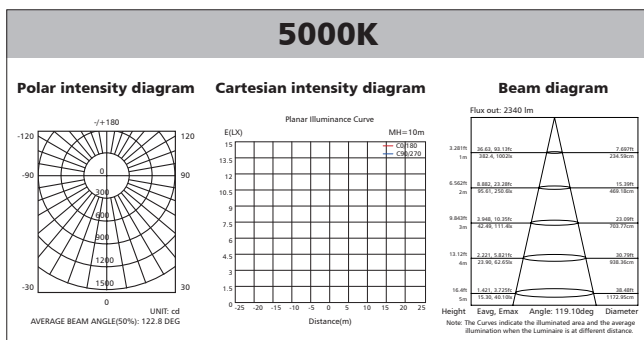 5000K
Polar intensity diagram
-/+180
-120
120
-90
90
-30
30
0
300
600
900
1200
1500
0
UNIT: cd
AVERAGE BEAM ANGLE(50%): 122.8 DEG
Cartesian intensity diagram
Planar Illuminance Curve
E(LX)
MH=10m
C0/180
C90/270
15
13.5
12
10.5
9
7.5
6
4.5
3
1.5
0
-25 -20 -15 -10 -5 0 5 10 15 20 25
Distance(m)
Beam diagram
Flux out: 2340 lm
3.281ft 36.63, 93.13fc 7.697ft
1m 382.4, 1002ls 234.59cm
6.562ft 8.882, 23.28fc 15.39ft
2m 95.61, 250.6ls 469.18cm
9.843ft 3.948, 10.35fc 23.09ft
3m 42.49, 111.4ls 703.77cm
13.12ft 2.221, 5.821fc 30.79ft
4m 23.90, 62.65ls 938.36cm
16.4ft 1.421, 3.725fc 38.48ft
5m 15.30, 40.10ls 1172.95cm
Height Eavg, Emax Angle: 119.10deg Diameter
Note: The Curves indicate the illuminated area and the average
illumination when the Luminaire is at different distance.